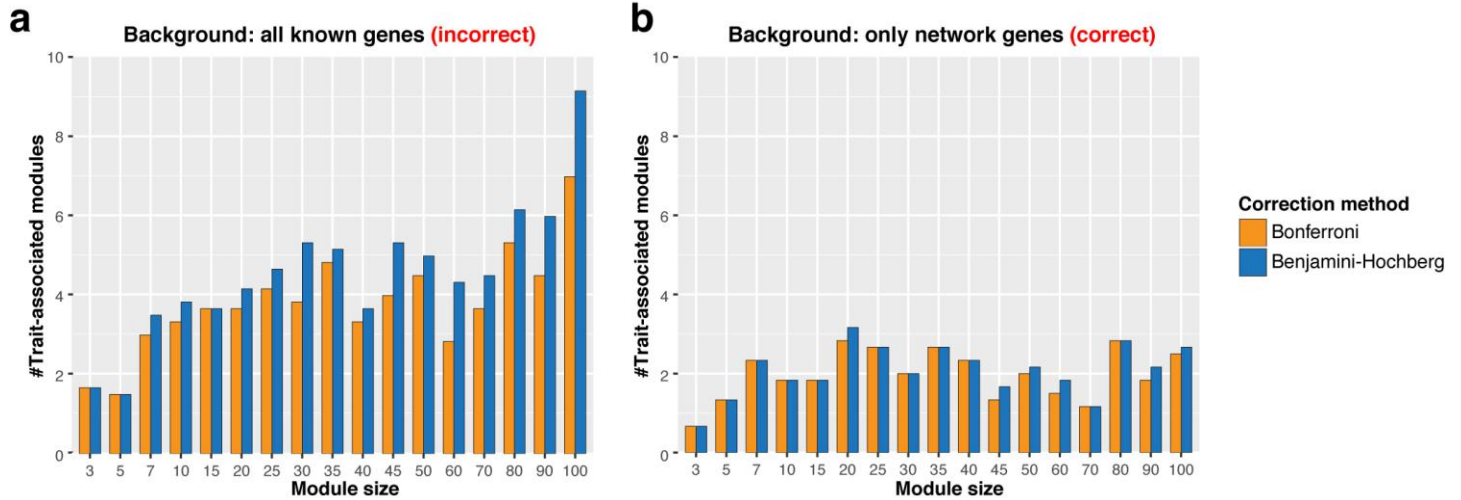 a
Background: all known genes (incorrect)
#Trait-associated modules
10
8
6
4
2
0
3 5 7 10 15 20 25 30 35 40 45 50 60 70 80 90 100
Module size
b
Background: only network genes (correct)
#Trait-associated modules
10
8
6
4
2
0
3 5 7 10 15 20 25 30 35 40 45 50 60 70 80 90 100
Module size
Correction method
Bonferroni
Benjamini-Hochberg